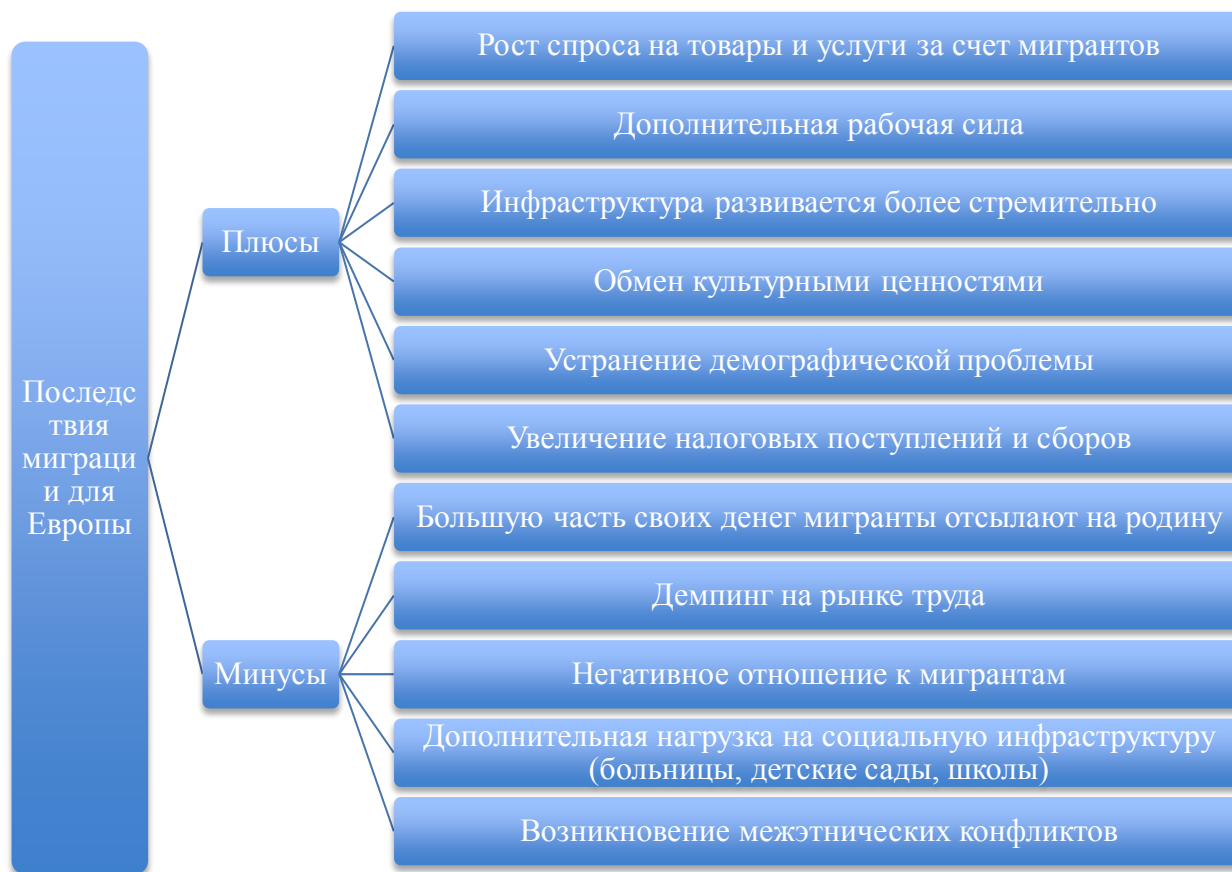 Последс
твия
миграци
и для
Европы
Плюсы
Рост спроса на товары и услуги за счет мигрантов
Дополнительная рабочая сила
Инфраструктура развивается более стремительно
Обмен культурными ценностями
Устранение демографической проблемы
Увеличение налоговых поступлений и сборов
Минусы
Большую часть своих денег мигранты отсылают на родину
Демпинг на рынке труда
Негативное отношение к мигрантам
Дополнительная нагрузка на социальную инфраструктуру
(больницы, детские сады, школы)
Возникновение межэтнических конфликтов